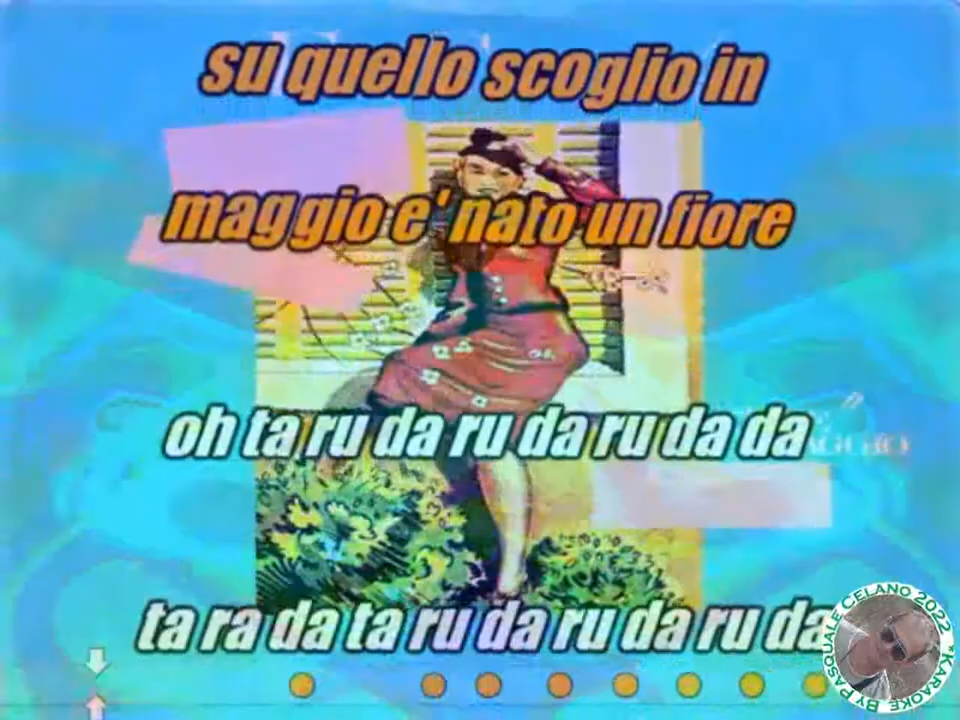 su quello scoglio in
maggio e' nato un fiore
oh ta ru da ru da ru da da
ta ra da ta ru da ru da ru da
BY PASQUALE CELANO 2022 *KARAOKE*